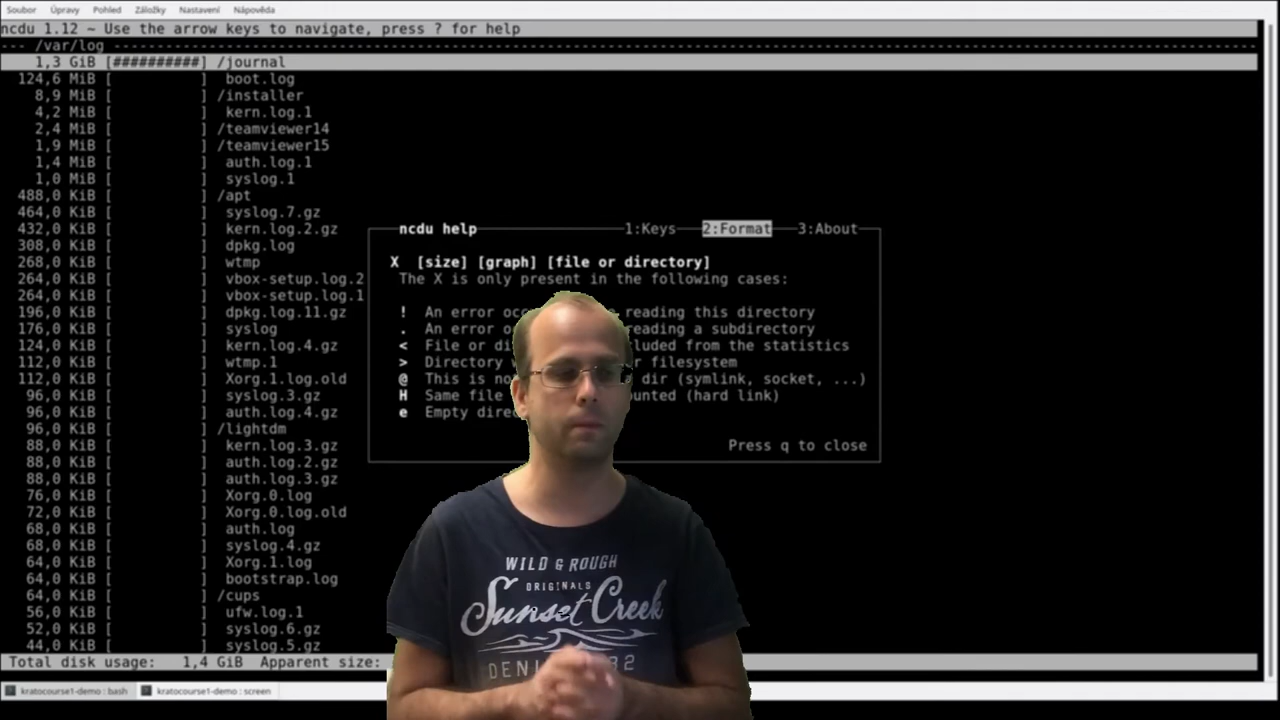 Soubor Úpravy Pohled Záložky Nastavení Nápověda
ncdu 1.12 ~ Use the arrow keys to navigate, press ? for help
--- /var/log ---
1,3 GiB [##########] /journal
124,6 MiB [ ] boot.log
8,9 MiB [ ] /installer
4,2 MiB [ ] kern.log.1
2,4 MiB [ ] /teamviewer14
1,9 MiB [ ] /teamviewer15
1,4 MiB [ ] auth.log.1
1,0 MiB [ ] syslog.1
488,0 KiB [ ] /apt
464,0 KiB [ ] syslog.7.gz
432,0 KiB [ ] kern.log.2.gz
308,0 KiB [ ] dpkg.log
268,0 KiB [ ] wtmp
264,0 KiB [ ] vbox-setup.log.2
264,0 KiB [ ] vbox-setup.log.1
196,0 KiB [ ] dpkg.log.11.gz
176,0 KiB [ ] syslog
124,0 KiB [ ] kern.log.4.gz
112,0 KiB [ ] wtmp.1
112,0 KiB [ ] Xorg.1.log.old
96,0 KiB [ ] syslog.3.gz
96,0 KiB [ ] auth.log.4.gz
96,0 KiB [ ] /lightdm
88,0 KiB [ ] kern.log.3.gz
88,0 KiB [ ] auth.log.2.gz
88,0 KiB [ ] auth.log.3.gz
76,0 KiB [ ] Xorg.0.log
72,0 KiB [ ] Xorg.0.log.old
68,0 KiB [ ] auth.log
68,0 KiB [ ] syslog.4.gz
64,0 KiB [ ] Xorg.1.log
64,0 KiB [ ] bootstrap.log
64,0 KiB [ ] /cups
56,0 KiB [ ] ufw.log.1
52,0 KiB [ ] syslog.6.gz
44,0 KiB [ ] syslog.5.gz
Total disk usage: 1,4 GiB Apparent size:
ncdu help 1:Keys 2:Format 3:About
X [size] [graph] [file or directory]
The X is only present in the following cases:
! An error reading this directory
. An error reading a subdirectory
< File or from the statistics
> Directory filesystem
@ This is dir (symlink, socket, ...)
H Same file (hard link)
e Empty
Press q to close
WILD & ROUGH
ORIGINALS
Sunset Creek
kratocourse1-demo : bash kratocourse1-demo : screen